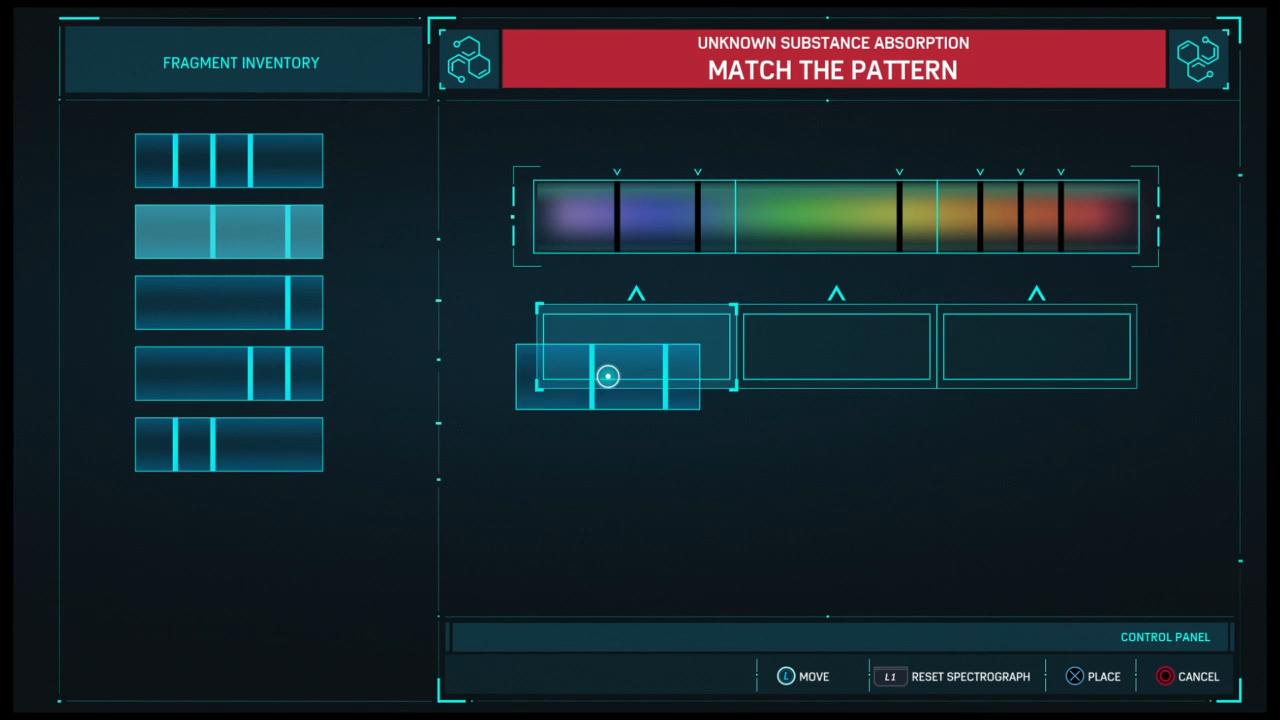 FRAGMENT INVENTORY
UNKNOWN SUBSTANCE ABSORPTION
MATCH THE PATTERN
CONTROL PANEL
L MOVE
L1 RESET SPECTROGRAPH
PLACE
CANCEL